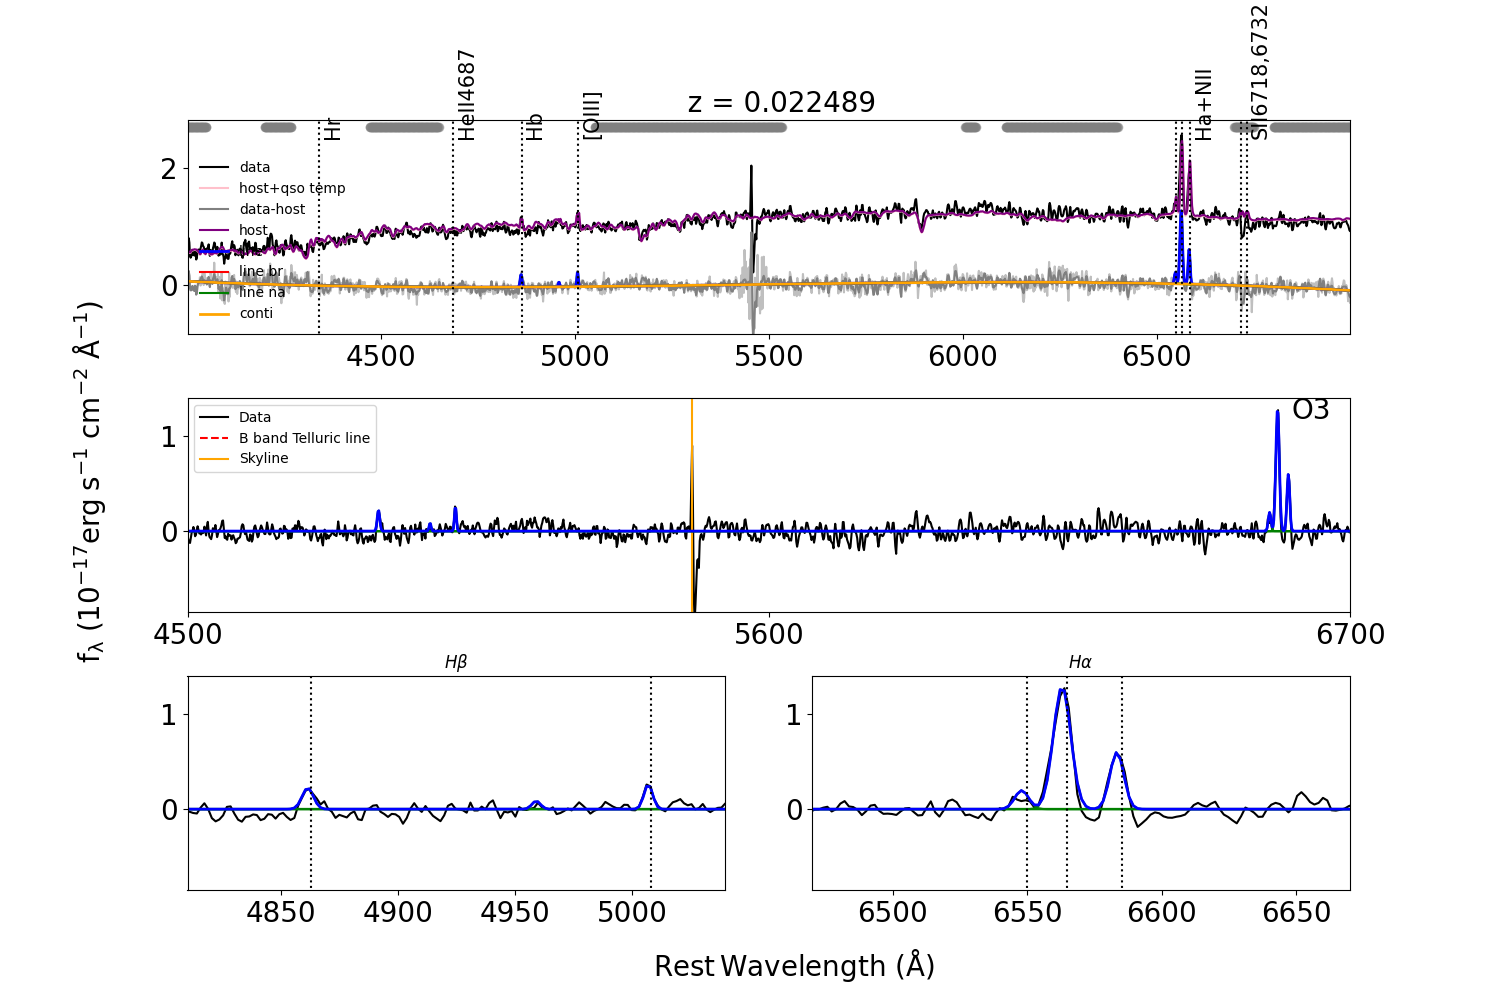 z = 0.022489
Hr
HeII4687
Hb
[OIII]
Ha+NII
SII6718,6732
2
0
data
host+qso temp
data-host
host
line br
line na
conti
4500 5000 5500 6000 6500
1
0
Data
B band Telluric line
Skyline
O3
4500 5600 6700
fλ (10⁻¹⁷erg s⁻¹ cm⁻² Å⁻¹)
Hβ
1
0
4850 4900 4950 5000
Hα
1
0
6500 6550 6600 6650
Rest Wavelength (Å)